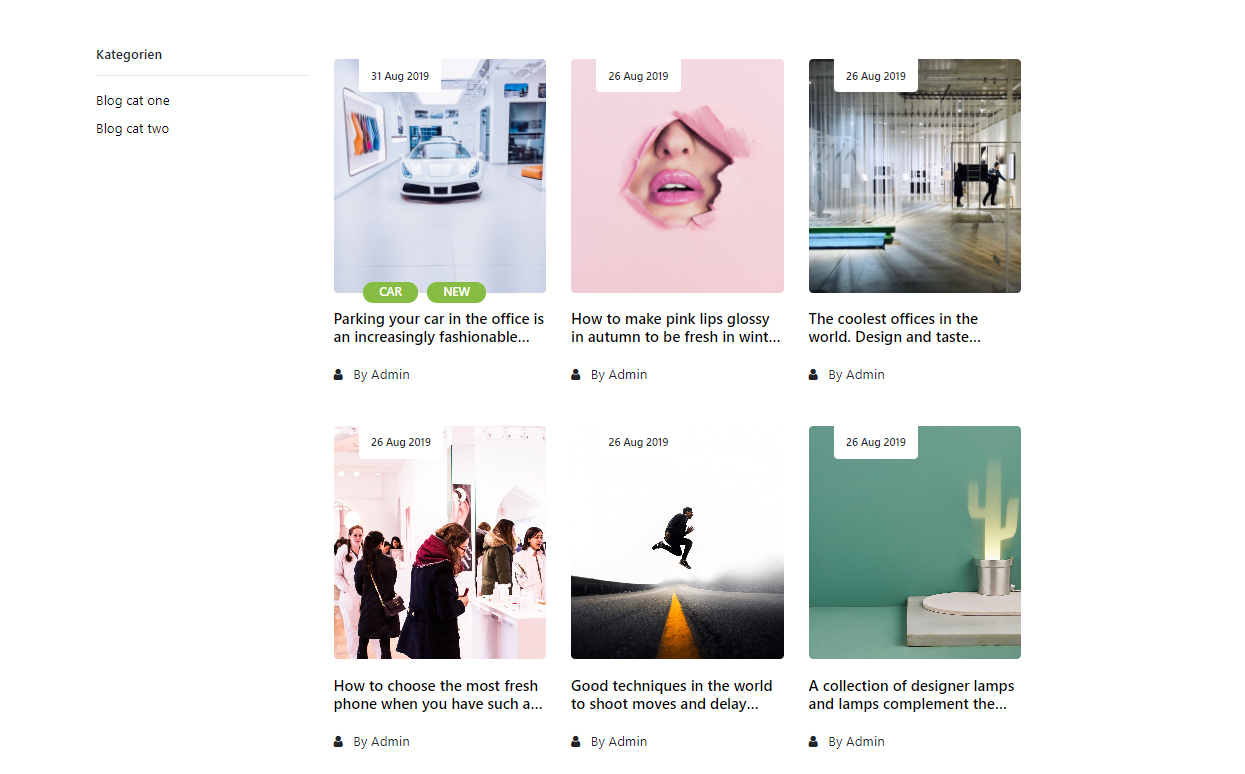 Kategorien
Blog cat one
Blog cat two
31 Aug 2019
CAR
NEW
Parking your car in the office is
an increasingly fashionable...
By Admin
26 Aug 2019
How to make pink lips glossy
in autumn to be fresh in wint...
By Admin
26 Aug 2019
The coolest offices in the
world. Design and taste...
By Admin
26 Aug 2019
How to choose the most fresh
phone when you have such a...
By Admin
26 Aug 2019
Good techniques in the world
to shoot moves and delay...
By Admin
26 Aug 2019
A collection of designer lamps
and lamps complement the...
By Admin